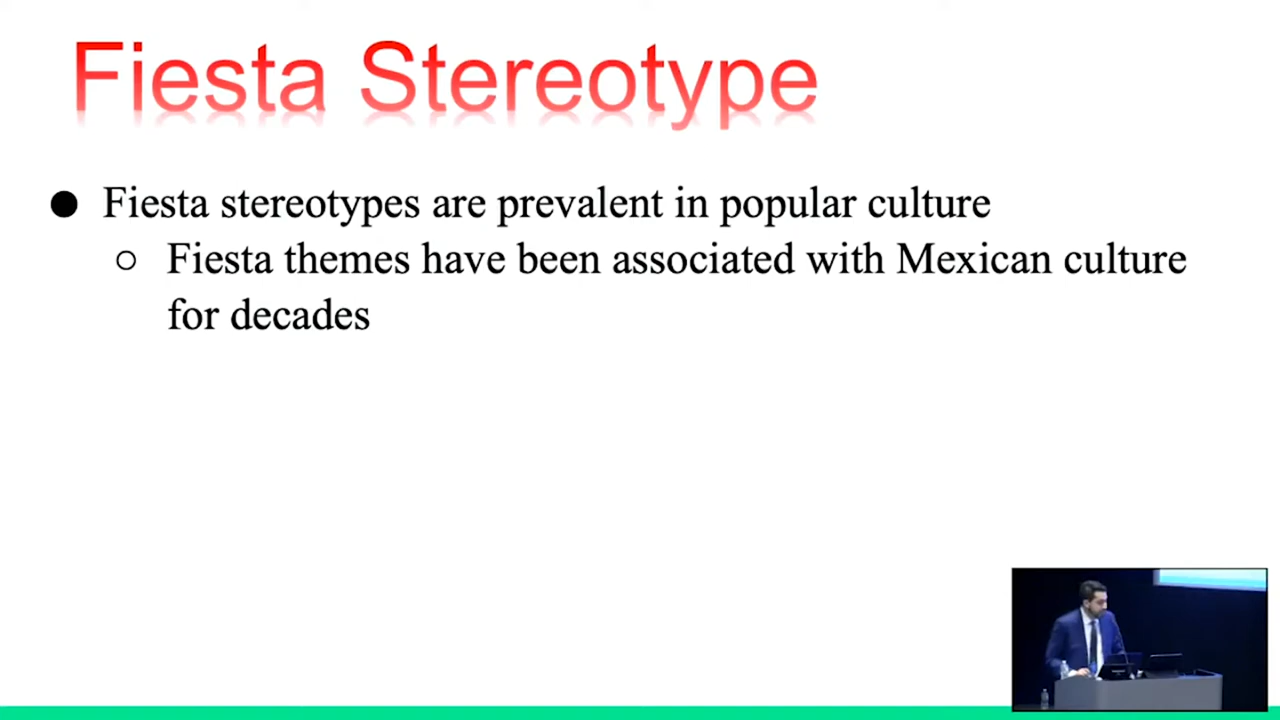 Fiesta Stereotype
● Fiesta stereotypes are prevalent in popular culture
○ Fiesta themes have been associated with Mexican culture
for decades